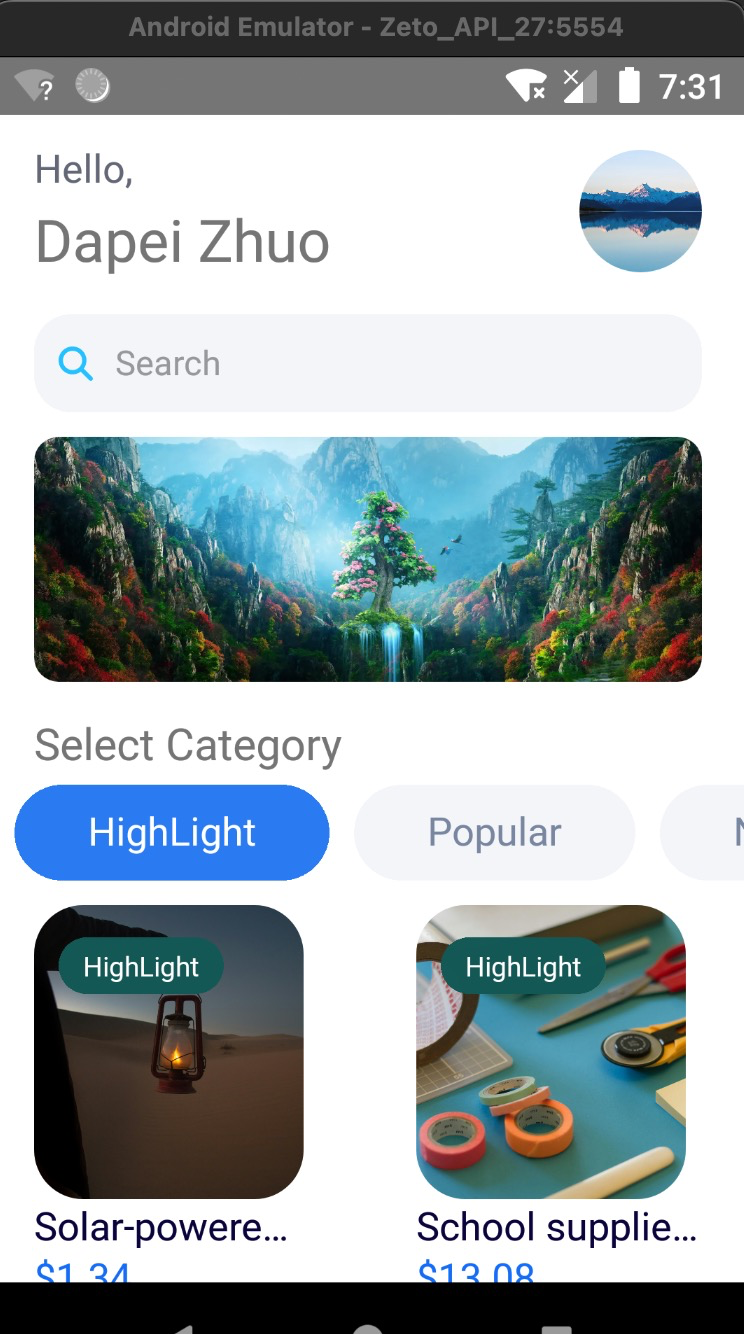 Android Emulator - Zeto_API_27:5554
7:31
Hello,
Dapei Zhuo
Search
Select Category
HighLight
Popular
HighLight
HighLight
Solar-powere...
School supplie...
$1.34
$13.08